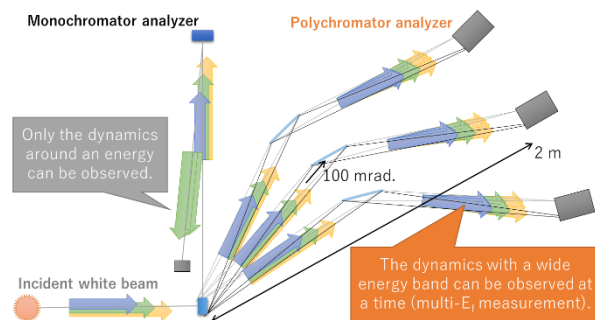 Monochromator analyzer
Polychromator analyzer
Only the dynamics
around an energy
can be observed.
2 m
100 mrad.
Incident white beam
The dynamics with a wide
energy band can be observed at
a time (multi-Ef measurement).